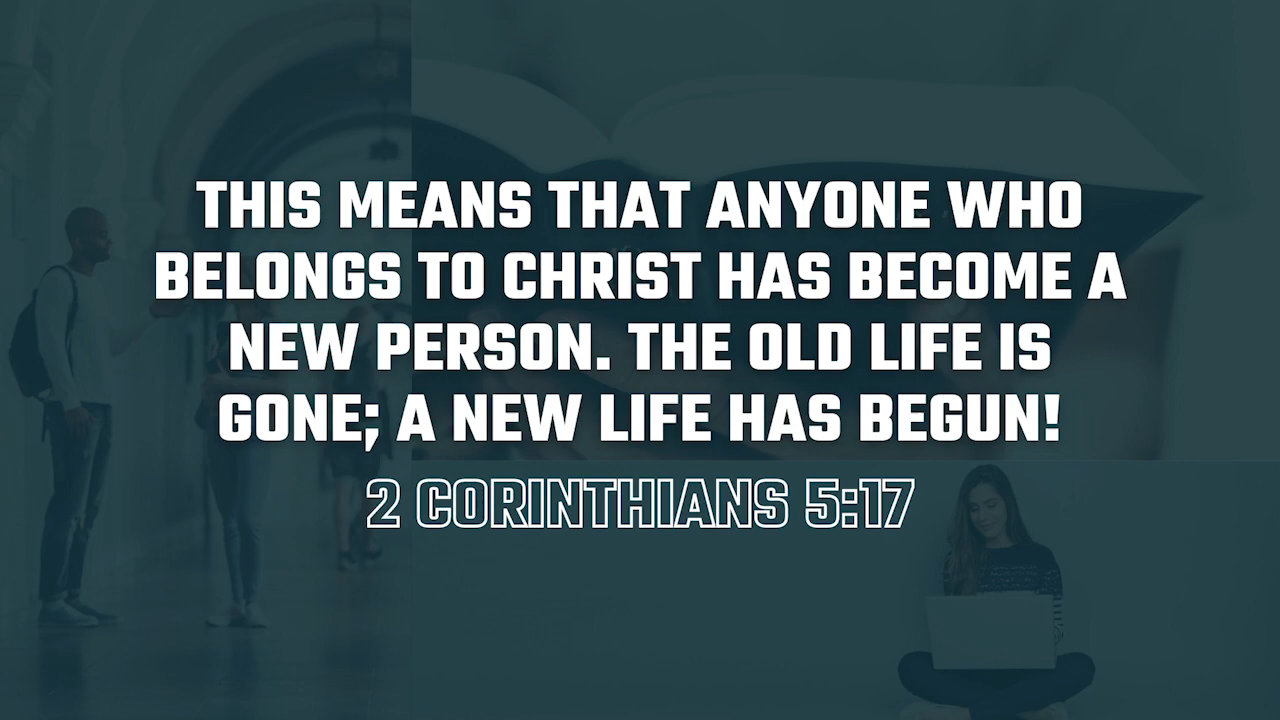 THIS MEANS THAT ANYONE WHO
BELONGS TO CHRIST HAS BECOME A
NEW PERSON. THE OLD LIFE IS
GONE; A NEW LIFE HAS BEGUN!
2 CORINTHIANS 5:17